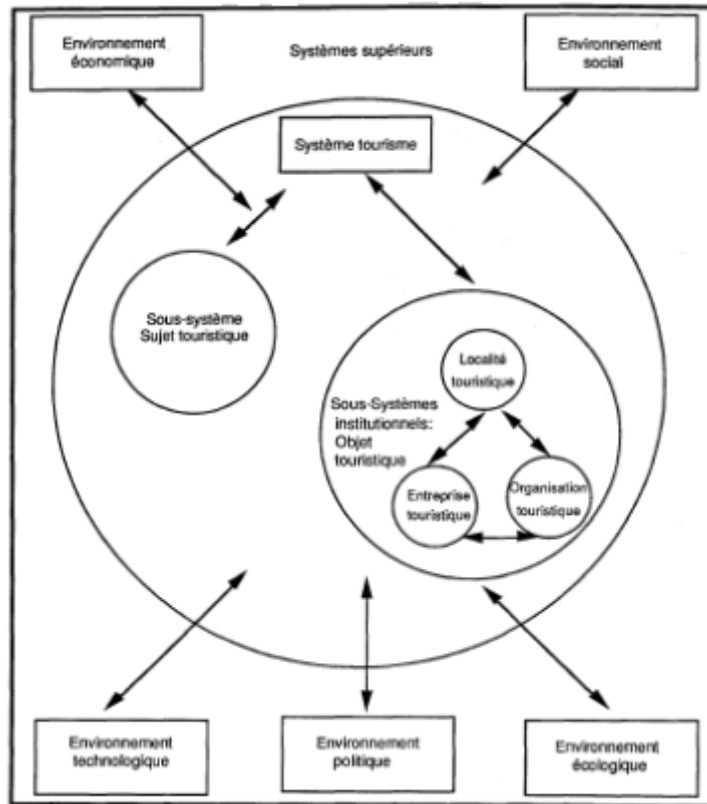 Environnement
économique
Systèmes supérieurs
Environnement
social
Système tourisme
Sous-système
Sujet touristique
Localité
touristique
Sous-Systèmes
institutionnels:
Objet
touristique
Entreprise
touristique
Organisation
touristique
Environnement
technologique
Environnement
politique
Environnement
écologique